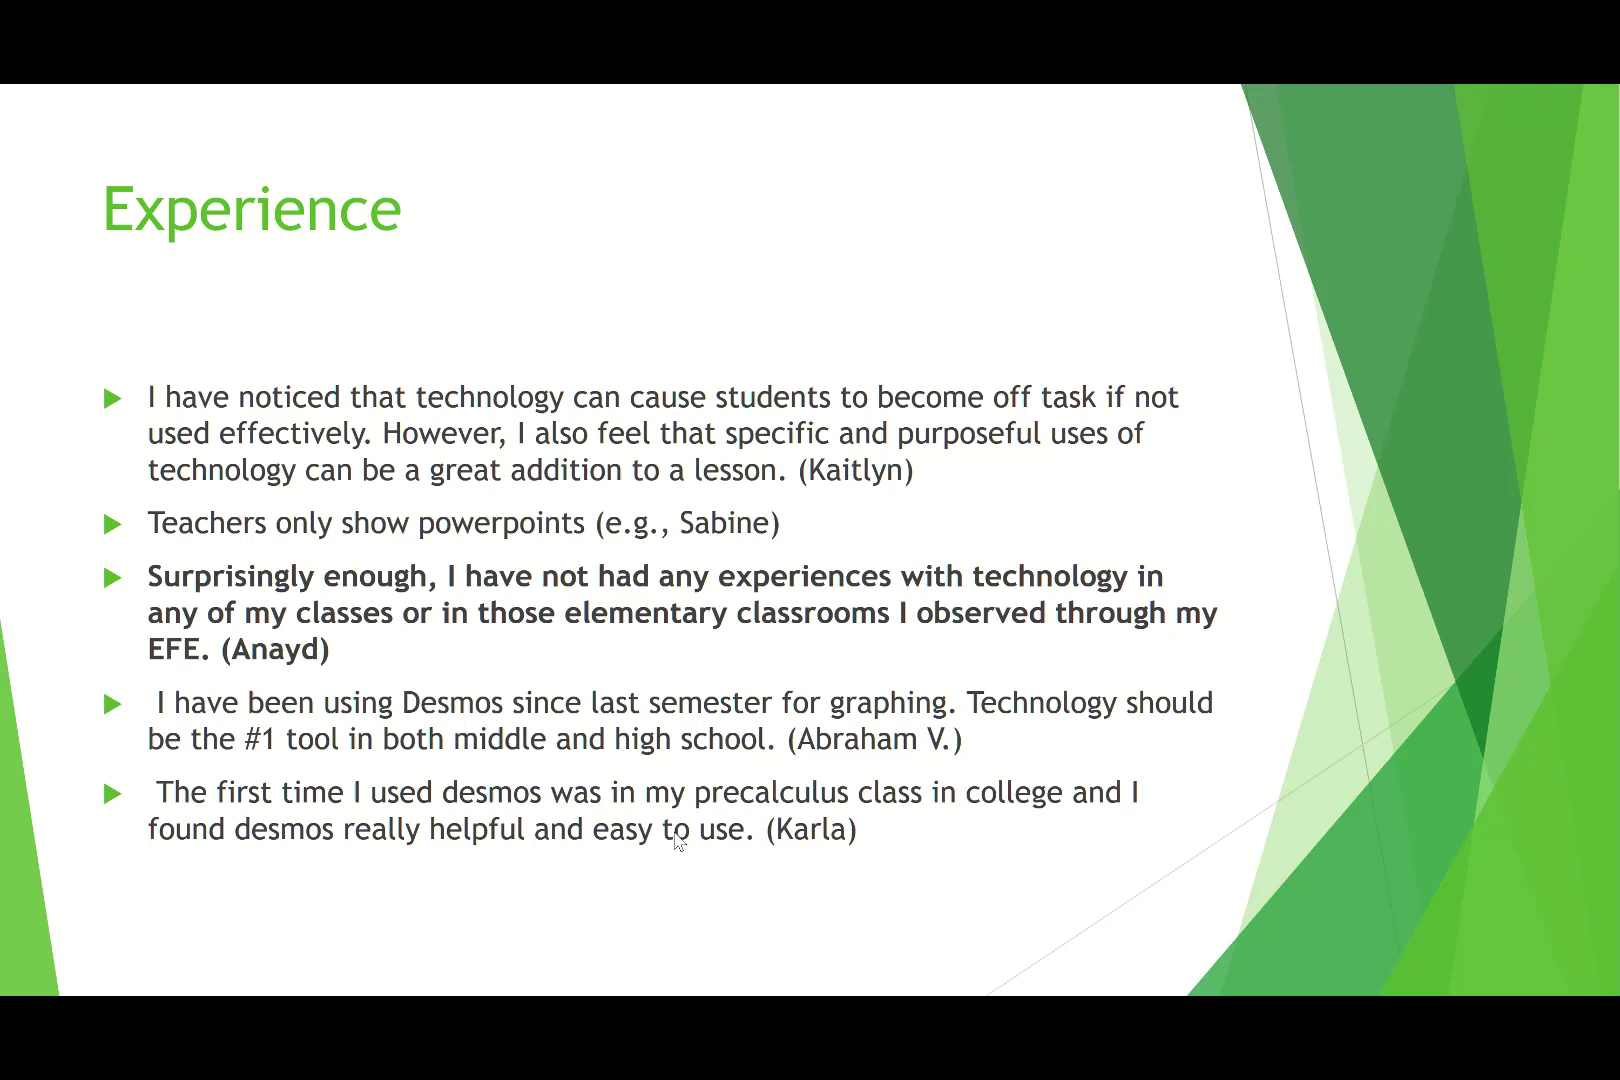 Experience
I have noticed that technology can cause students to become off task if not
used effectively. However, I also feel that specific and purposeful uses of
technology can be a great addition to a lesson. (Kaitlyn)
Teachers only show powerpoints (e.g., Sabine)
Surprisingly enough, I have not had any experiences with technology in
any of my classes or in those elementary classrooms I observed through my
EFE. (Anayd)
I have been using Desmos since last semester for graphing. Technology should
be the #1 tool in both middle and high school. (Abraham V.)
The first time I used desmos was in my precalculus class in college and I
found desmos really helpful and easy to use. (Karla)